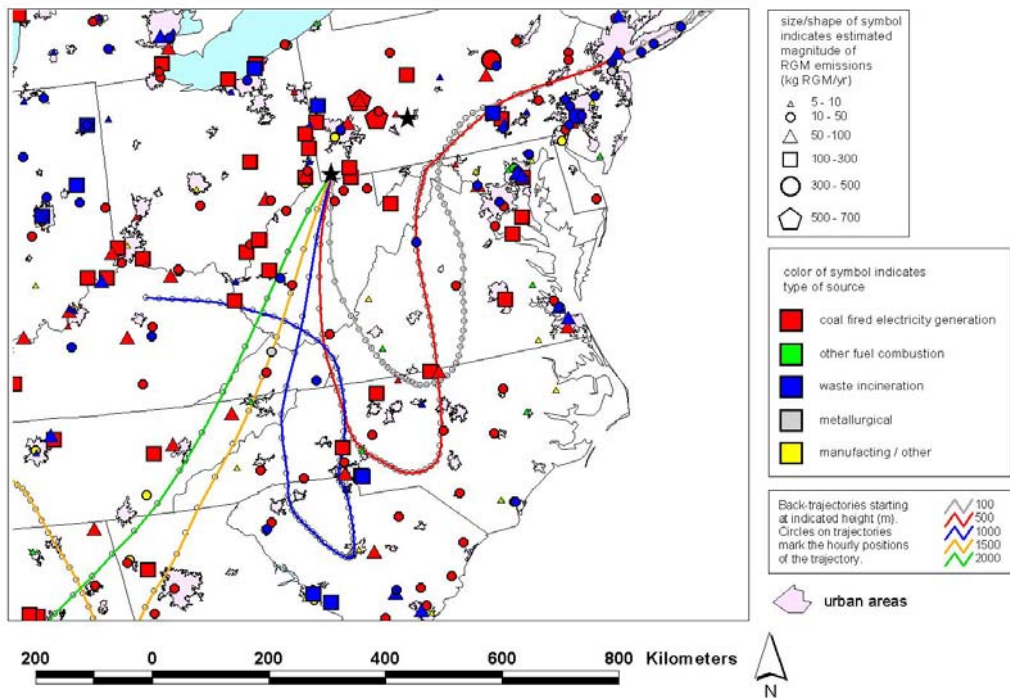 size/shape of symbol
indicates estimated
magnitude of
RGM emissions
(kg RGM/yr)
5 - 10
10 - 50
50 -100
100 -300
300 - 500
500 - 700
color of symbol indicates
type of source
coal fired electricity generation
other fuel combustion
waste incineration
metallurgical
manufacting / other
Back-trajectories starting
at indicated height (m).
Circles on trajectories
mark the hourly positions
of the trajectory.
100
500
1000
1500
2000
urban areas
200 0 200 400 600 800 Kilometers
N